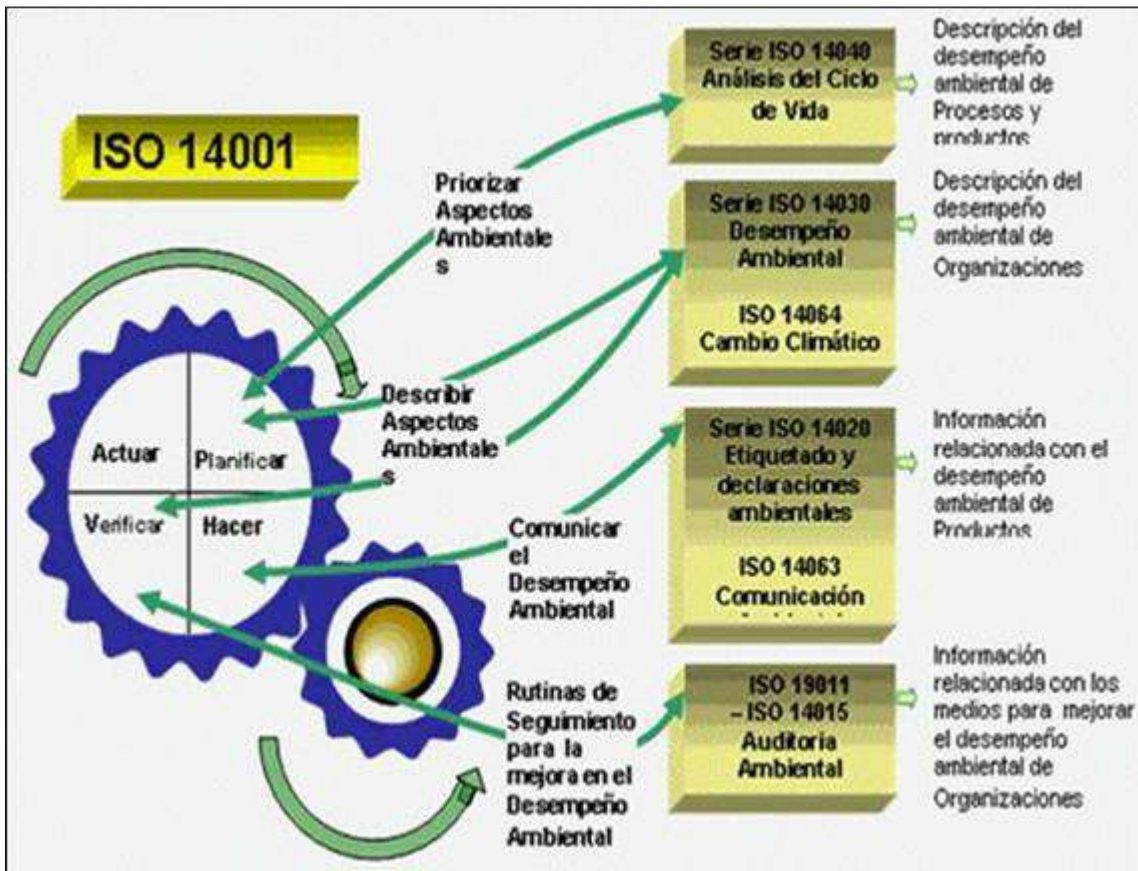 ISO 14001
Priorizar
Aspectos
Ambientale
s
Describir
Aspectos
Ambientale
s
Comunicar
el
Desempeño
Ambiental
Rutinas de
Seguimiento
para la
mejora en el
Desempeño
Ambiental
Actuar
Planificar
Verificar
Hacer
Serie ISO 14040
Análisis del Ciclo
de Vida
Descripción del
desempeño
ambiental de
Procesos y
productos
Serie ISO 14030
Desempeño
Ambiental
ISO 14064
Cambio Climático
Descripción del
desempeño
ambiental de
Organizaciones
Serie ISO 14020
Etiquetado y
declaraciones
ambientales
ISO 14063
Comunicación
Información
relacionada con el
desempeño
ambiental de
Productos
ISO 19011
– ISO 14015
Auditoria
Ambiental
Información
relacionada con los
medios para mejorar
el desempeño
ambiental de
Organizaciones